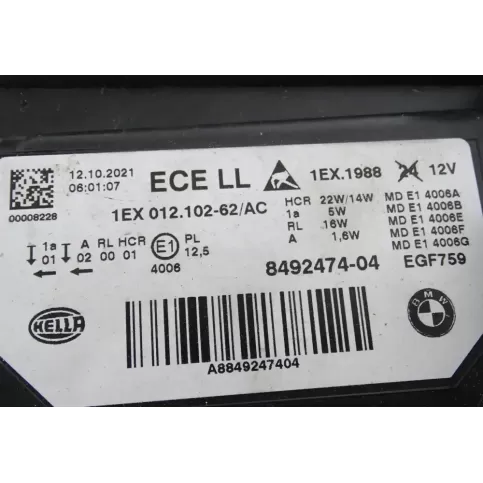 12.10.2021
06:01:07
00008228
ECE LL
1EX.1988 24 12V
1EX 012.102-62/AC
HCR 22W/14W MD E1 4006A
1a 5W MD E1 4006B
RL 16W MD E1 4006E
A 1,6W MD E1 4006F
MD E1 4006G
1a A RL HCR E1 PL
01 02 00 01 12,5
4006
8492474-04 EGF759
HELLA
BMW
A8849247404